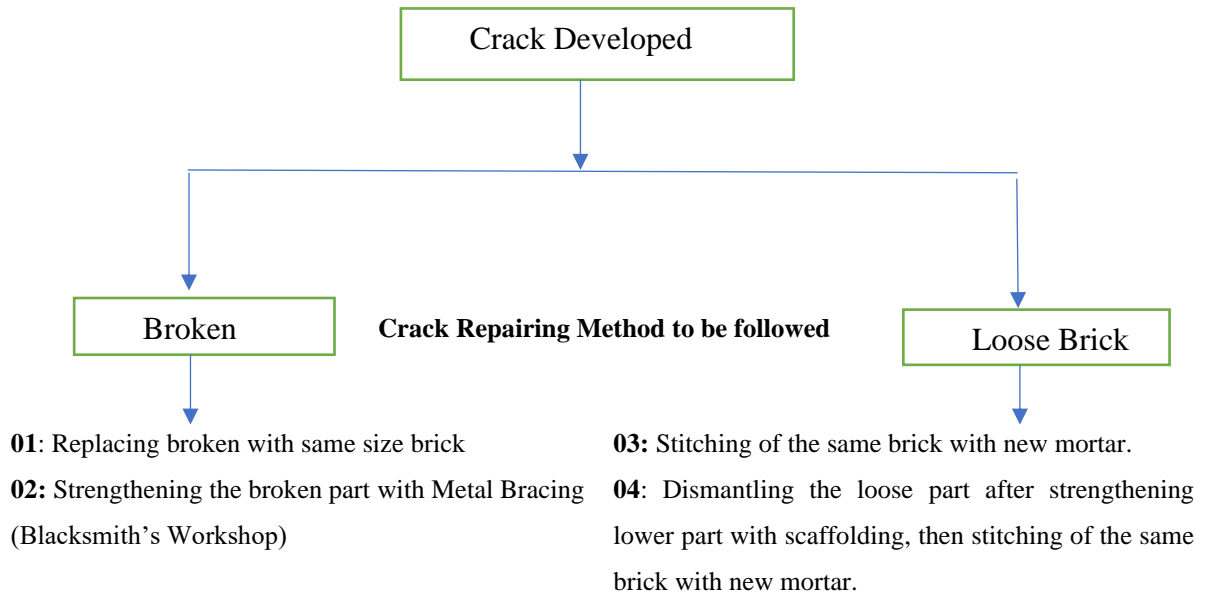 Crack Developed
Broken
Crack Repairing Method to be followed
Loose Brick
01: Replacing broken with same size brick
02: Strengthening the broken part with Metal Bracing
(Blacksmith’s Workshop)
03: Stitching of the same brick with new mortar.
04: Dismantling the loose part after strengthening
lower part with scaffolding, then stitching of the same
brick with new mortar.